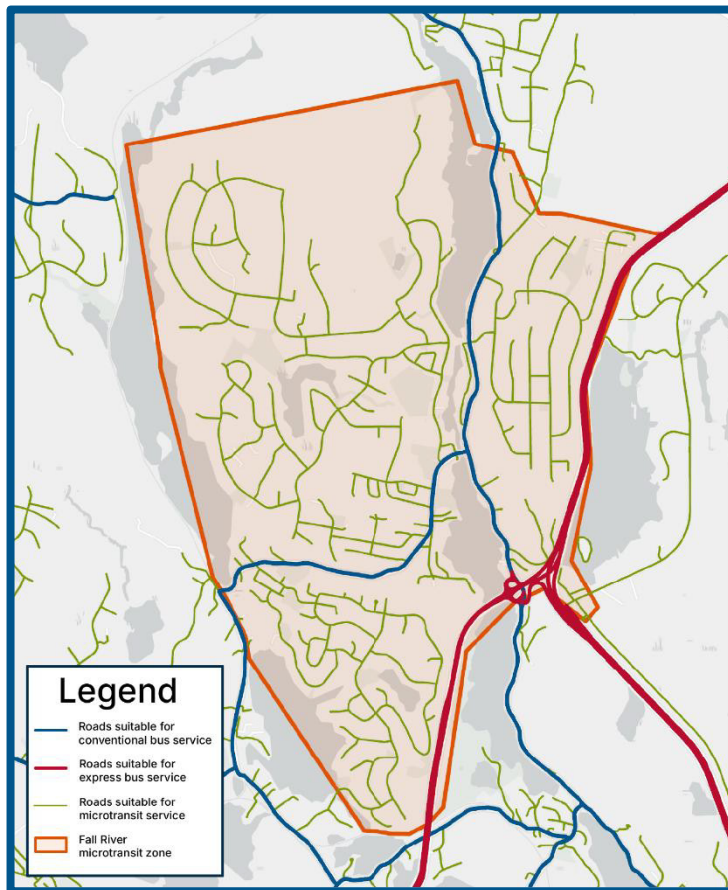 Legend
Roads suitable for
conventional bus service
Roads suitable for
express bus service
Roads suitable for
microtransit service
Fall River
microtransit zone